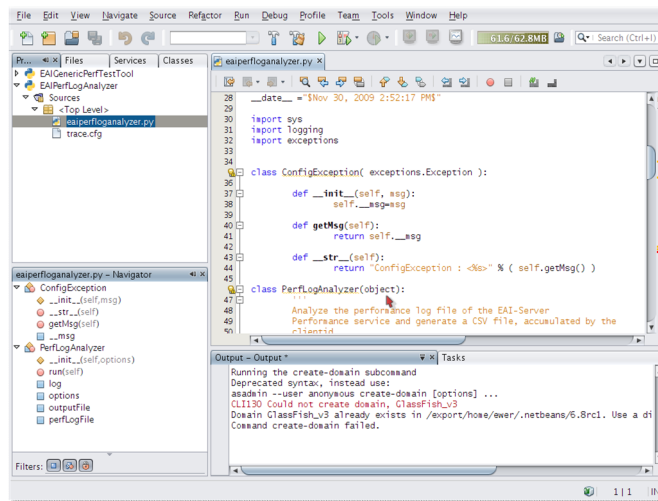 File Edit View Navigate Source Refactor Run Debug Profile Team Tools Window Help
61.6/62.8MB Search (Ctrl+I)
Pr... Files Services Classes
EAIGenericPerfTestTool
EAIPerfLogAnalyzer
Sources
<Top Level>
eaiperfloganalyzer.py
trace.cfg
eaiperfloganalyzer.py - Navigator
ConfigException
__init__(self,msg)
__str__(self)
getMsg(self)
__msg
PerfLogAnalyzer
__init__(self,options)
run(self)
log
options
outputFile
perfLogFile
Filters:
eaiperfloganalyzer.py
28 __date__ ="$Nov 30, 2009 2:52:17 PM$"
29
30 import sys
31 import logging
32 import exceptions
33
34
class ConfigException( exceptions.Exception ):
36
37 def __init__(self, msg):
38 self.__msg=msg
39
40 def getMsg(self):
41 return self.__msg
42
43 def __str__(self):
44 return "ConfigException : <%s>" % ( self.getMsg() )
45
class PerfLogAnalyzer(object):
47 '''
48 Analyze the performance log file of the EAI-Server
49 Performance service and generate a CSV file, accumulated by the
50 clientid
Output - Output * Tasks
Running the create-domain subcommand
Deprecated syntax, instead use:
asadmin --user anonymous create-domain [options] ...
CLI130 Could not create domain, GlassFish_v3
Domain GlassFish_v3 already exists in /export/home/ewer/.netbeans/6.8rc1. Use a di
Command create-domain failed.
1|1 IN